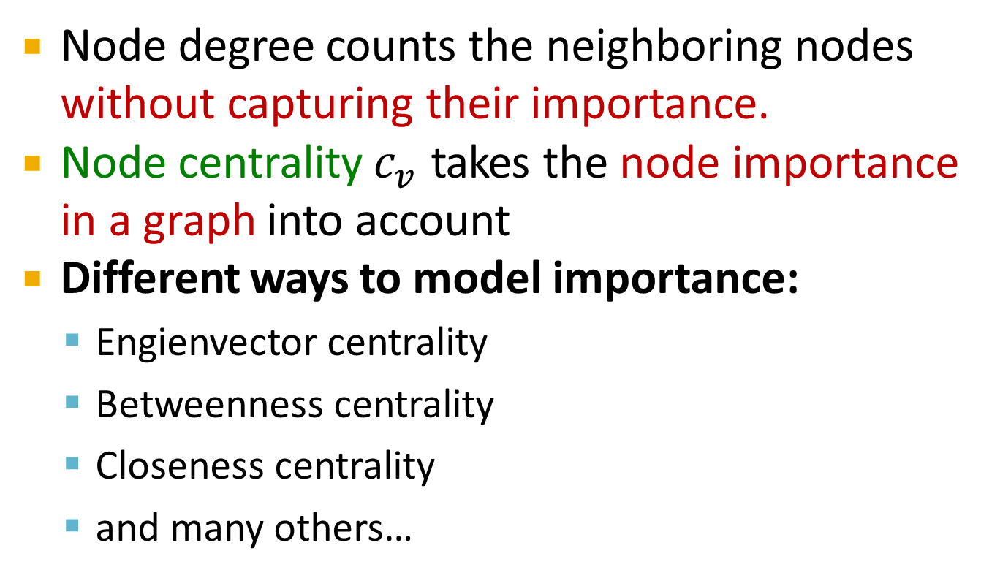 Node degree counts the neighboring nodes
without capturing their importance.
Node centrality 𝑐𝑣 takes the node importance
in a graph into account
Different ways to model importance:
Engienvector centrality
Betweenness centrality
Closeness centrality
and many others…